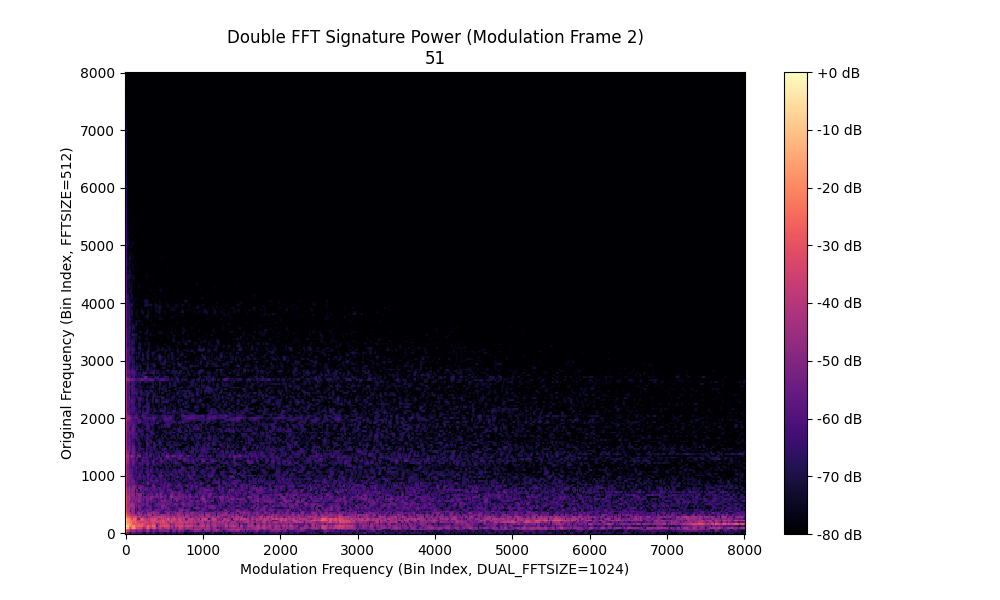 Double FFT Signature Power (Modulation Frame 2)
51
8000
7000
6000
5000
4000
3000
2000
1000
0
Original Frequency (Bin Index, FFTSIZE=512)
0 1000 2000 3000 4000 5000 6000 7000 8000
Modulation Frequency (Bin Index, DUAL_FFTSIZE=1024)
+0 dB
-10 dB
-20 dB
-30 dB
-40 dB
-50 dB
-60 dB
-70 dB
-80 dB